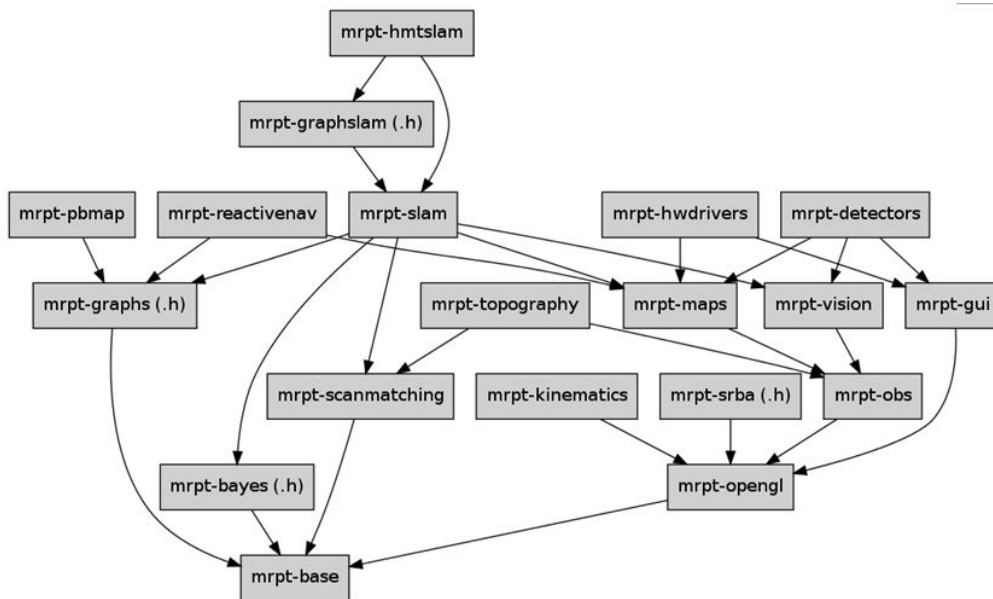 mrpt-hmtslam
mrpt-graphslam (.h)
mrpt-pbmap
mrpt-reactivenav
mrpt-slam
mrpt-hwdrivers
mrpt-detectors
mrpt-graphs (.h)
mrpt-topography
mrpt-maps
mrpt-vision
mrpt-gui
mrpt-scanmatching
mrpt-kinematics
mrpt-srba (.h)
mrpt-obs
mrpt-bayes (.h)
mrpt-opengl
mrpt-base